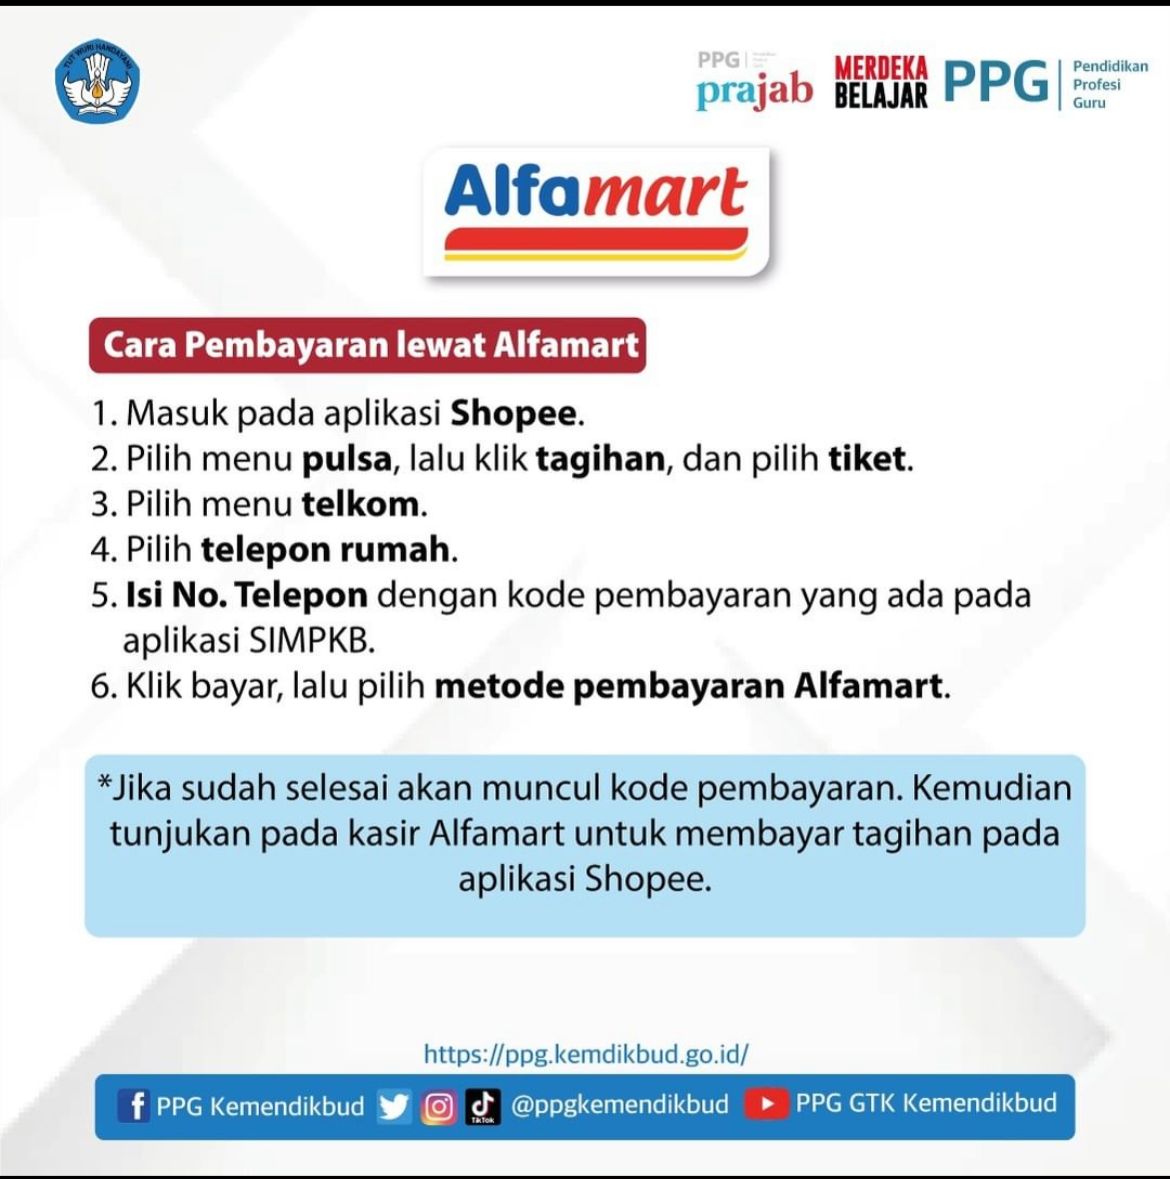 TUT WURI HANDAYANI
PPG
prajab
MERDEKA
BELAJAR
PPG
Pendidikan
Profesi
Guru
Alfamart
Cara Pembayaran lewat Alfamart
1. Masuk pada aplikasi Shopee.
2. Pilih menu pulsa, lalu klik tagihan, dan pilih tiket.
3. Pilih menu telkom.
4. Pilih telepon rumah.
5. Isi No. Telepon dengan kode pembayaran yang ada pada
aplikasi SIMPKB.
6. Klik bayar, lalu pilih metode pembayaran Alfamart.
*Jika sudah selesai akan muncul kode pembayaran. Kemudian
tunjukan pada kasir Alfamart untuk membayar tagihan pada
aplikasi Shopee.
https://ppg.kemdikbud.go.id/
f PPG Kemendikbud TikTok @ppgkemendikbud PPG GTK Kemendikbud